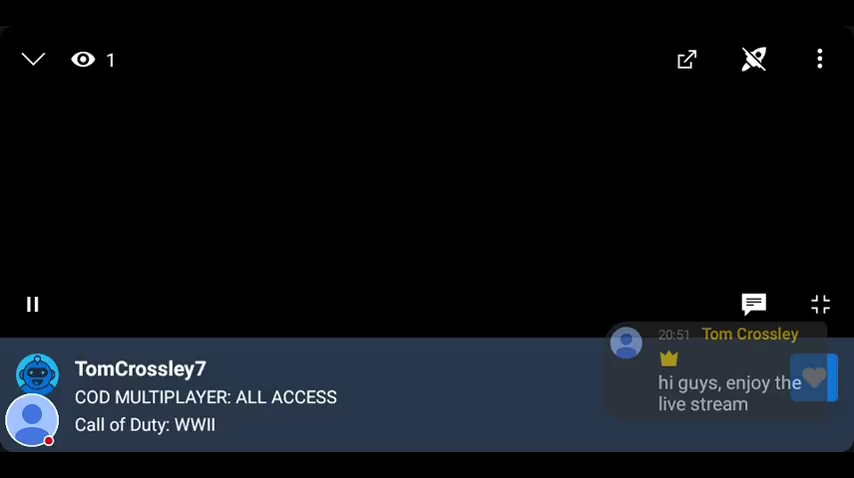 1
20:51 Tom Crossley
hi guys, enjoy the
live stream
TomCrossley7
COD MULTIPLAYER: ALL ACCESS
Call of Duty: WWII